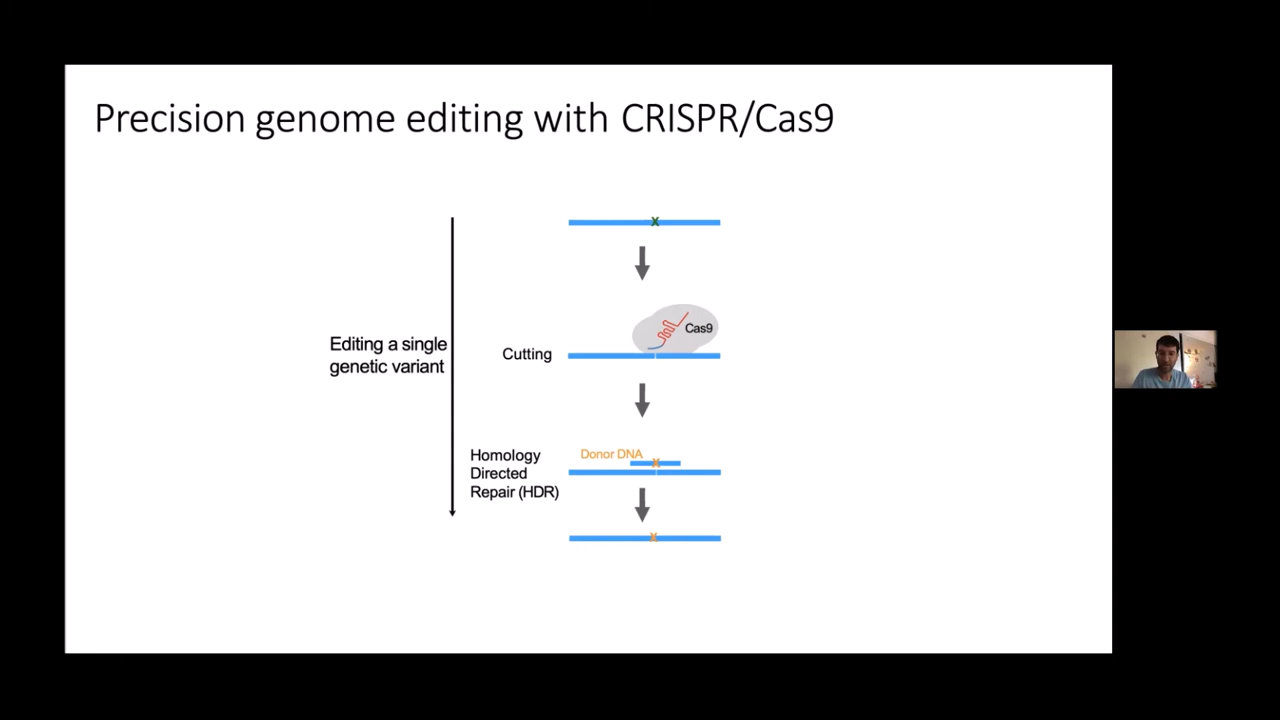 Precision genome editing with CRISPR/Cas9
x
Cas9
Editing a single
genetic variant
Cutting
Homology
Directed
Repair (HDR)
Donor DNA
x
x